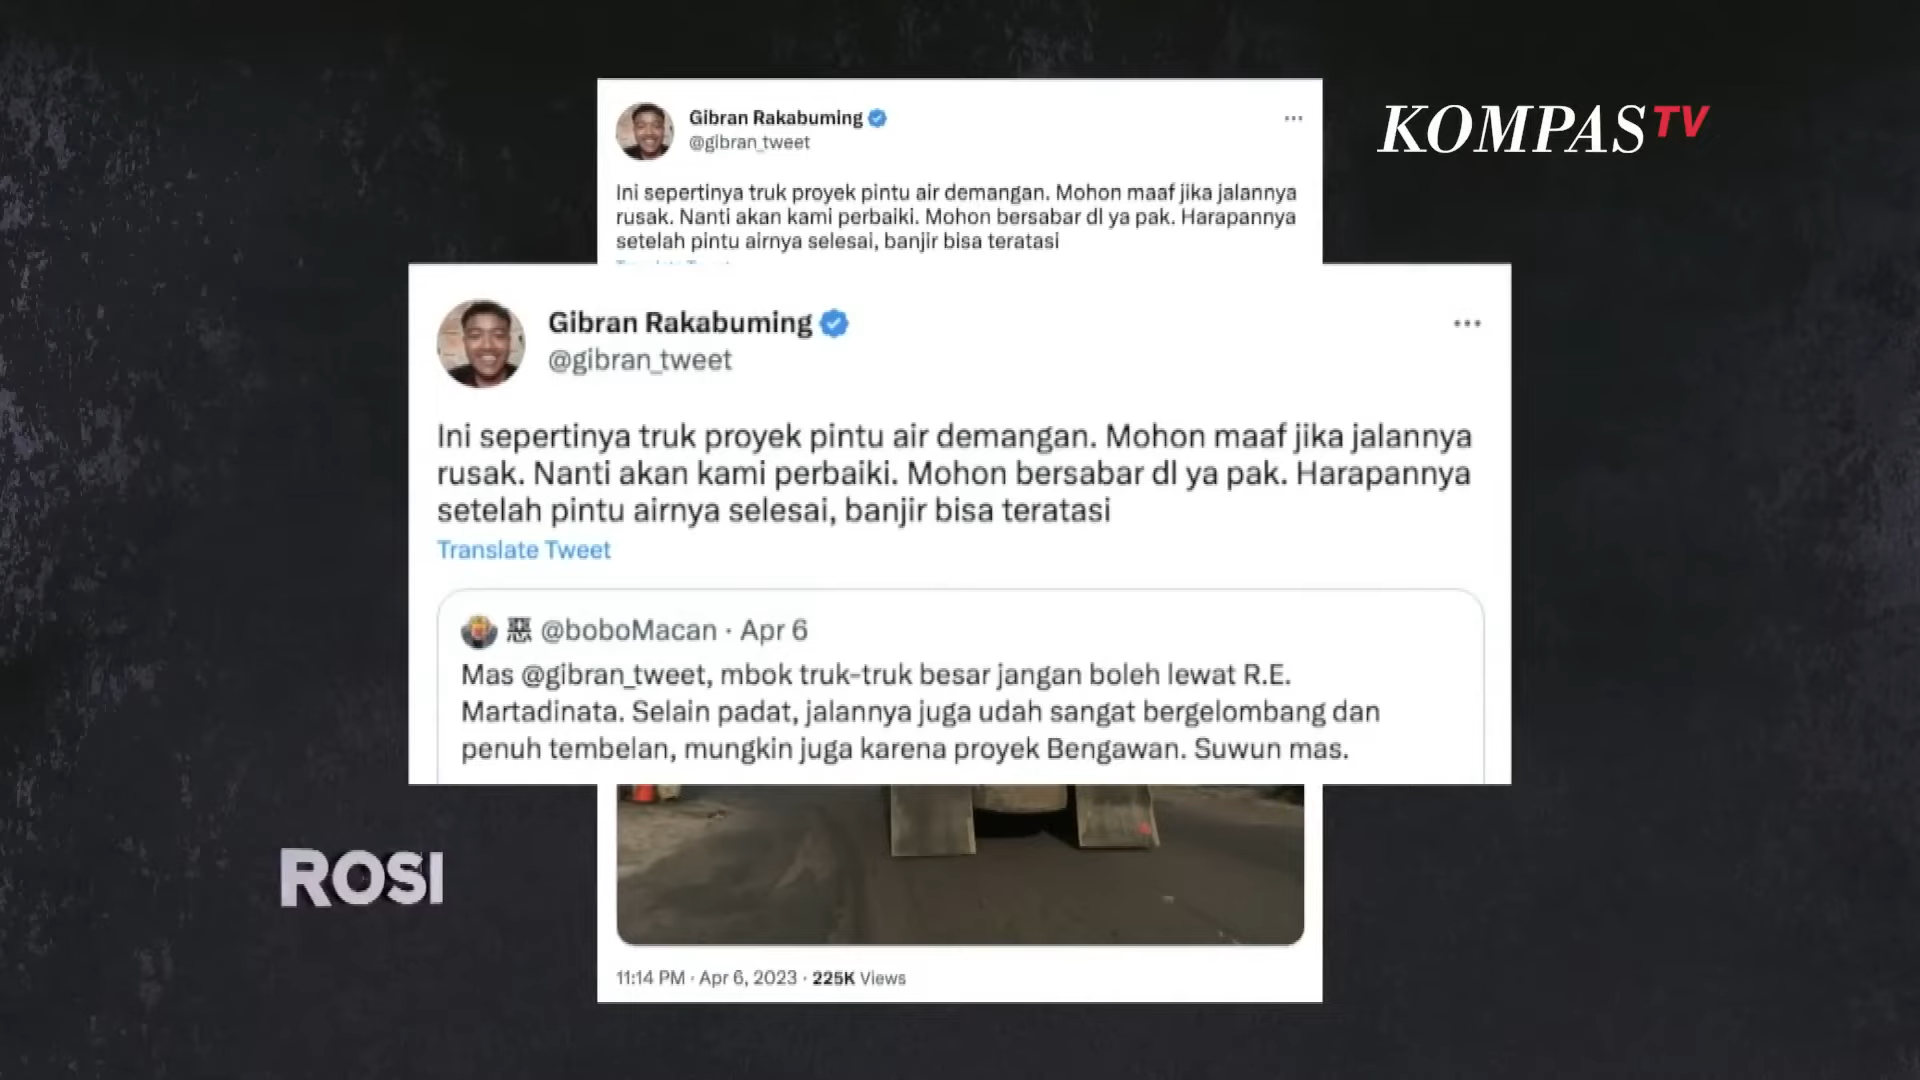 Gibran Rakabuming
@gibran_tweet
KOMPAS TV
Ini sepertinya truk proyek pintu air demangan. Mohon maaf jika jalannya
rusak. Nanti akan kami perbaiki. Mohon bersabar dl ya pak. Harapannya
setelah pintu airnya selesai, banjir bisa teratasi
Gibran Rakabuming
@gibran_tweet
Ini sepertinya truk proyek pintu air demangan. Mohon maaf jika jalannya
rusak. Nanti akan kami perbaiki. Mohon bersabar dl ya pak. Harapannya
setelah pintu airnya selesai, banjir bisa teratasi
Translate Tweet
惡 @boboMacan · Apr 6
Mas @gibran_tweet, mbok truk-truk besar jangan boleh lewat R.E.
Martadinata. Selain padat, jalannya juga udah sangat bergelombang dan
penuh tembelan, mungkin juga karena proyek Bengawan. Suwun mas.
ROSI
11:14 PM · Apr 6, 2023 · 225K Views